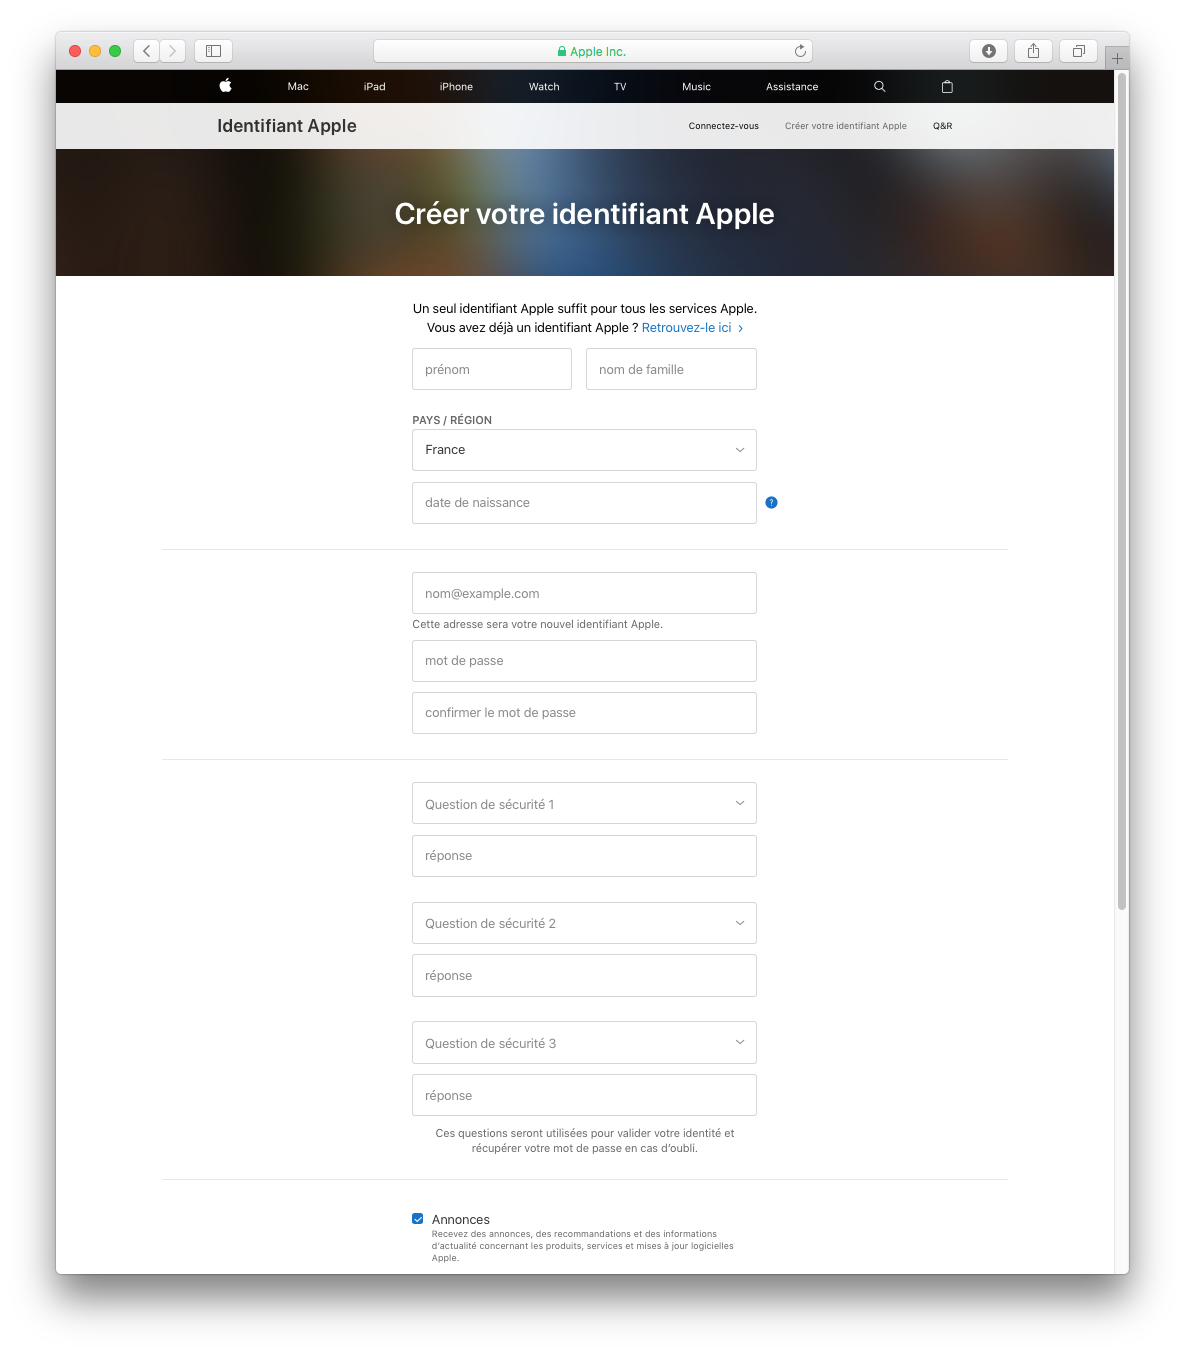 Apple Inc.
Mac iPad iPhone Watch TV Music Assistance
Identifiant Apple
Connectez-vous Créer votre identifiant Apple Q&R
Créer votre identifiant Apple
Un seul identifiant Apple suffit pour tous les services Apple.
Vous avez déjà un identifiant Apple ? Retrouvez-le ici >
prénom nom de famille
PAYS / RÉGION
France
date de naissance ?
nom@example.com
Cette adresse sera votre nouvel identifiant Apple.
mot de passe
confirmer le mot de passe
Question de sécurité 1
réponse
Question de sécurité 2
réponse
Question de sécurité 3
réponse
Ces questions seront utilisées pour valider votre identité et
récupérer votre mot de passe en cas d'oubli.
Annonces
Recevez des annonces, des recommandations et des informations
d'actualité concernant les produits, services et mises à jour logicielles
Apple.